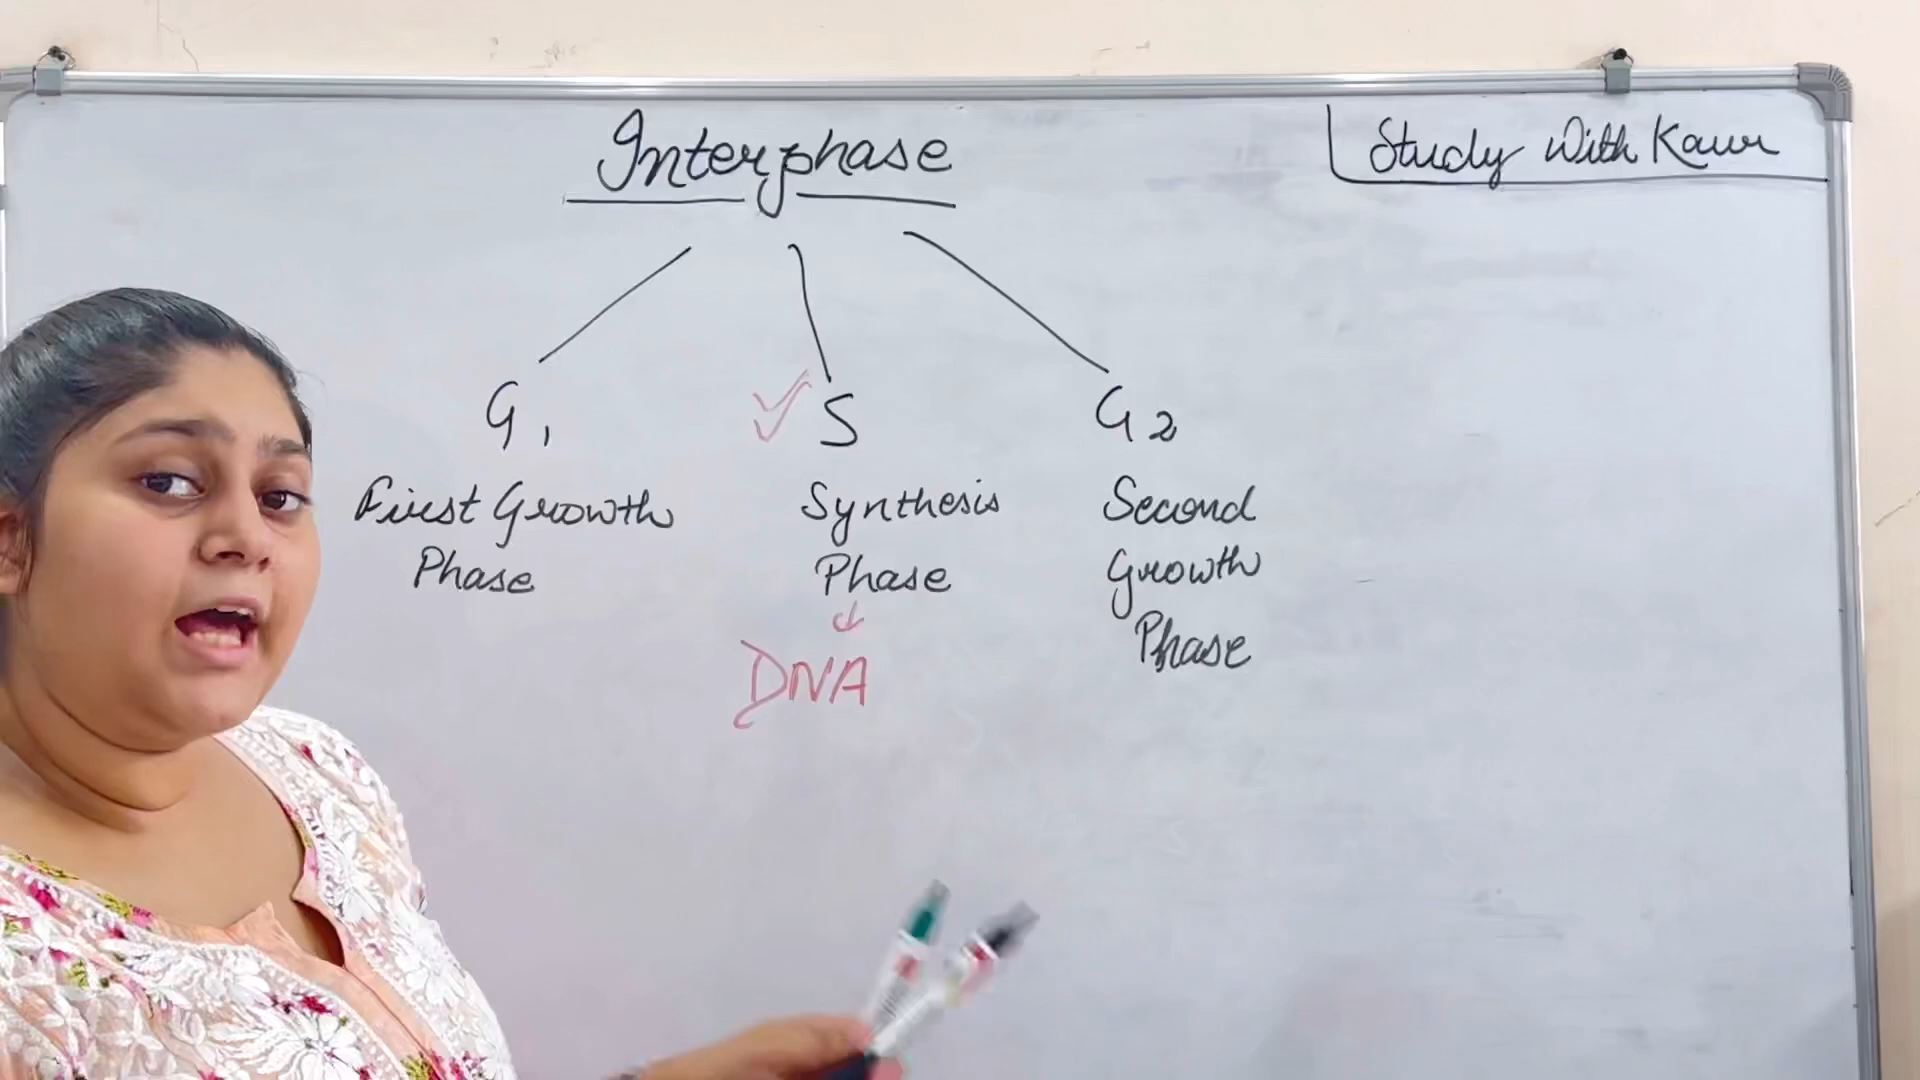 Interphase
Study With Kaur
G1
S
G2
First Growth
Phase
Synthesis
Phase
DNA
Second
Growth
Phase